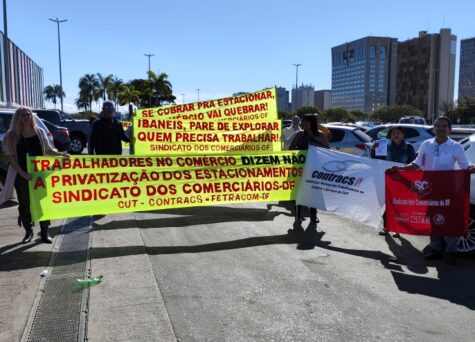 SE COBRAR PRA ESTACIONAR,
O COMÉRCIO VAI QUEBRAR!
IBANEIS, PARE DE EXPLORAR
QUEM PRECISA TRABALHAR!
SINDICATO DOS COMERCIÁRIOS-DF
TRABALHADORES NO COMÉRCIO DIZEM NÃO
A PRIVATIZAÇÃO DOS ESTACIONAMENTOS
SINDICATO DOS COMERCIÁRIOS-DF
CUT - CONTRACS - FETRACOM-DF
contracs
Sindicato dos Comerciários do DF
CUT